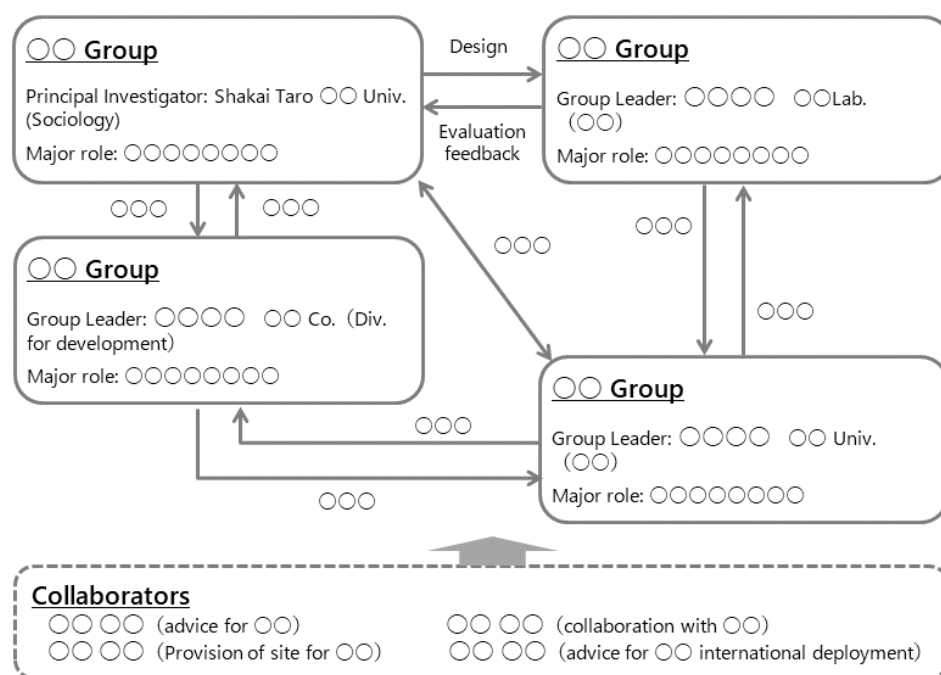 ○○ Group
Principal Investigator: Shakai Taro ○○ Univ.
(Sociology)
Major role: ○○○○○○○○
Design
Evaluation
feedback
○○ Group
Group Leader: ○○○○ ○○Lab.
（○○）
Major role: ○○○○○○○○
○○○
○○○
○○○
○○○
○○○
○○ Group
Group Leader: ○○○○ ○○ Co.（Div.
for development）
Major role: ○○○○○○○○
○○○
○○○
○○ Group
Group Leader: ○○○○ ○○ Univ.
（○○）
Major role: ○○○○○○○○
Collaborators
○○ ○○（advice for ○○）
○○ ○○（Provision of site for ○○）
○○ ○○（collaboration with ○○）
○○ ○○（advice for ○○ international deployment）